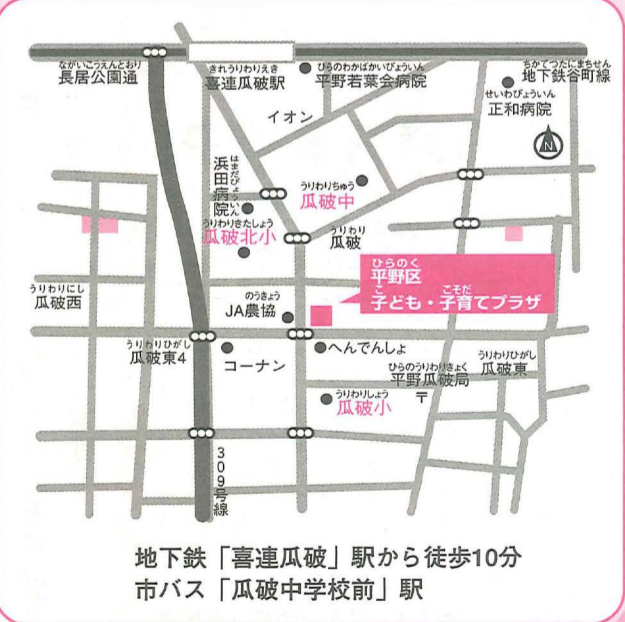 ながいこうえんとおり
長居公園通
きれうりわりえき
喜連瓜破駅
ひらのわかばかいびょういん
平野若葉会病院
ちかてつたにまちせん
地下鉄谷町線
せいわびょういん
正和病院
イオン
N
はまだびょういん
浜田病院
うりわりちゅう
瓜破中
うりわりきたしょう
瓜破北小
うりわり
瓜破
ひらのく
平野区
こ こそだ
子ども・子育てプラザ
うりわりにし
瓜破西
のうきょう
JA農協
うりわりひがし
瓜破東4
コーナン
へんでんしょ
ひらのうりわりきょく
平野瓜破局
〒
うりわりひがし
瓜破東
うりわりしょう
瓜破小
309号線
地下鉄「喜連瓜破」駅から徒歩10分
市バス「瓜破中学校前」駅